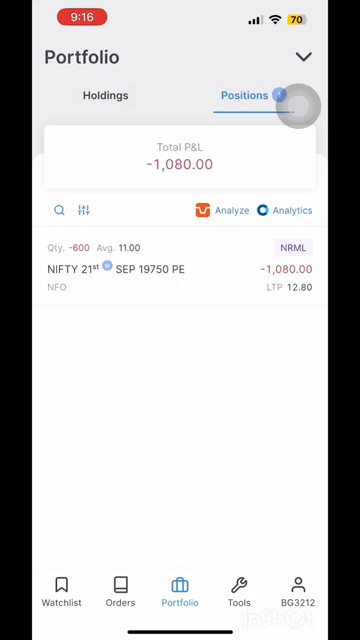 9:16
70
Portfolio
Holdings
Positions
Total P&L
-1,080.00
Analyze
Analytics
Qty. -600 Avg. 11.00
NRML
NIFTY 21st W SEP 19750 PE
-1,080.00
NFO
LTP 12.80
Watchlist
Orders
Portfolio
Tools
BG3212
InShOt